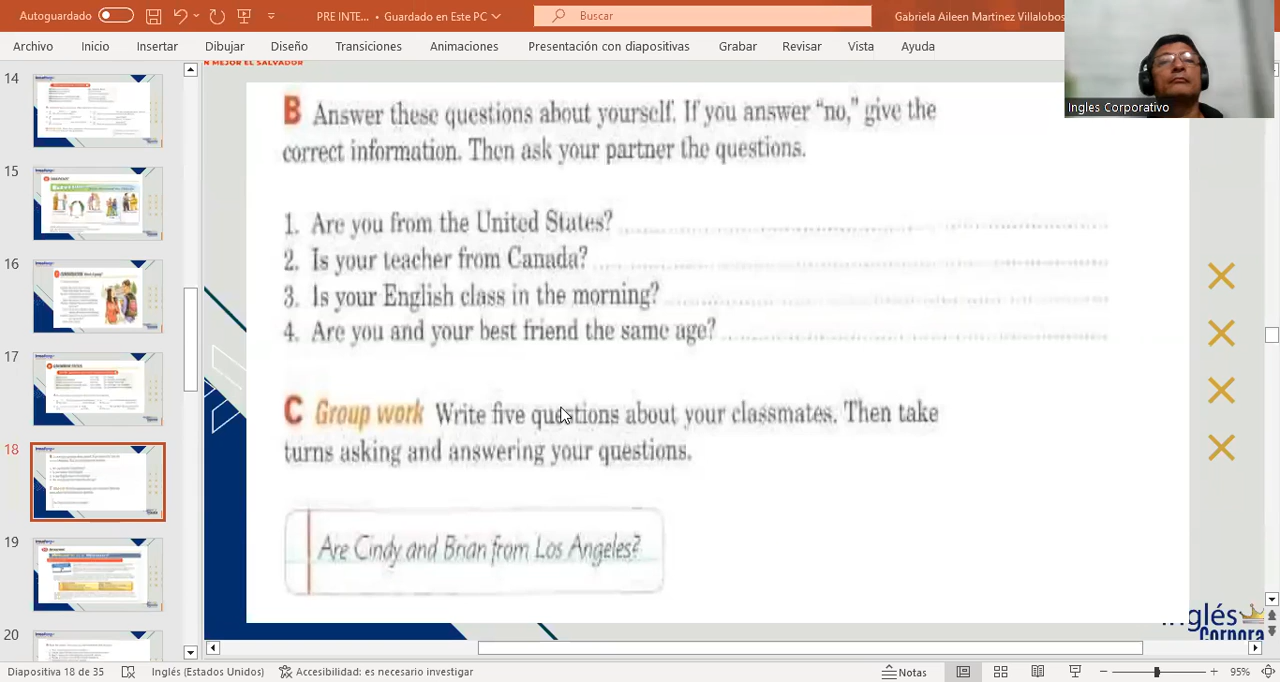 Autoguardado
PRE INTE... • Guardado en Este PC
Buscar
Gabriela Aileen Martinez Villalobos
Archivo Inicio Insertar Dibujar Diseño Transiciones Animaciones Presentación con diapositivas Grabar Revisar Vista Ayuda
Ingles Corporativo
N MEJOR EL SALVADOR
14
15
16
17
18
19
20
B Answer these questions about yourself. If you answer “no,” give the
correct information. Then ask your partner the questions.
1. Are you from the United States?
2. Is your teacher from Canada?
3. Is your English class in the morning?
4. Are you and your best friend the same age?
C Group work Write five questions about your classmates. Then take
turns asking and answering your questions.
Are Cindy and Brian from Los Angeles?
Inglés
Corpora
Diapositiva 18 de 35 Inglés (Estados Unidos) Accesibilidad: es necesario investigar Notas 95%